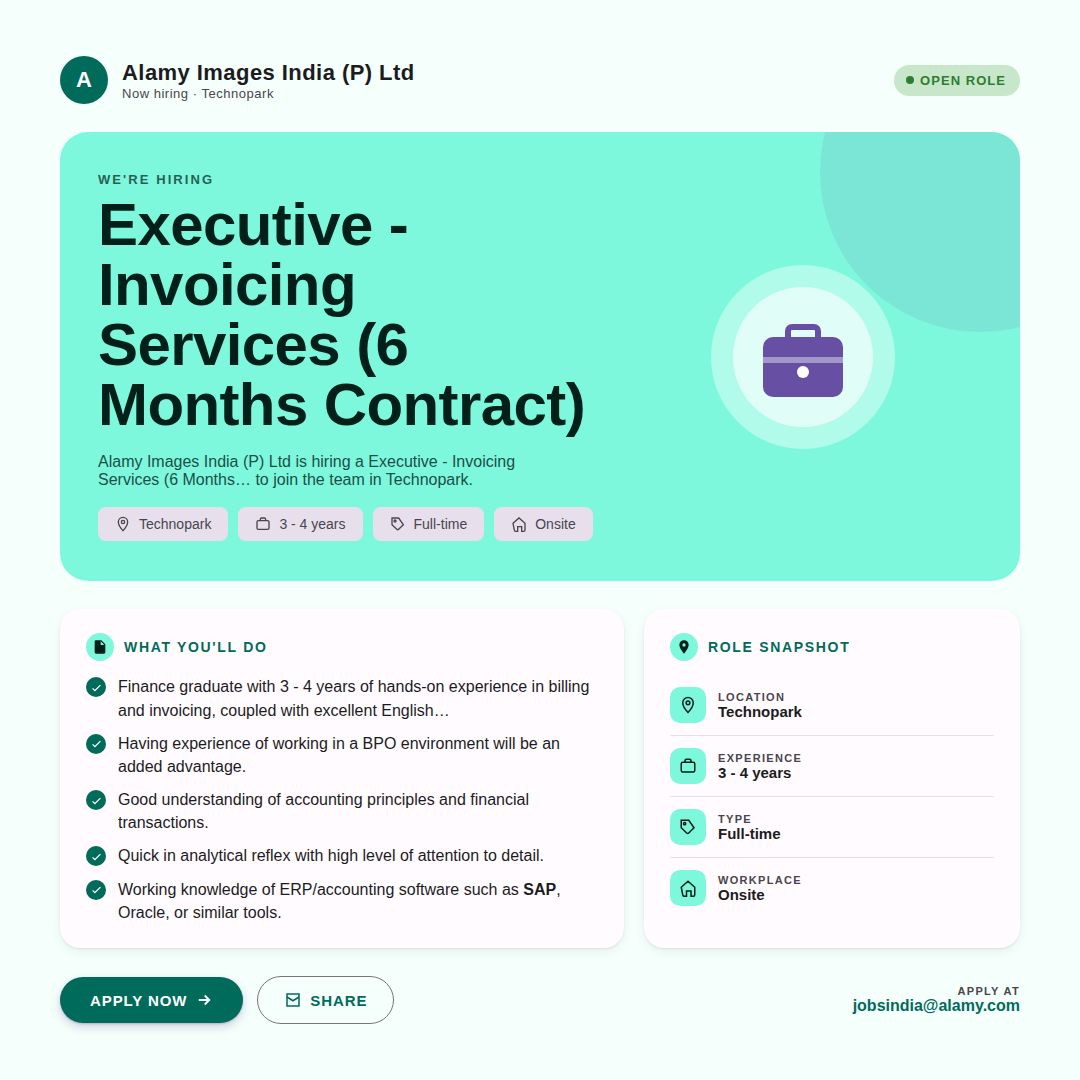 A
Alamy Images India (P) Ltd
Now hiring · Technopark
OPEN ROLE
WE'RE HIRING
Executive -
Invoicing
Services (6
Months Contract)
Alamy Images India (P) Ltd is hiring a Executive - Invoicing
Services (6 Months… to join the team in Technopark.
Technopark
3 - 4 years
Full-time
Onsite
WHAT YOU'LL DO
Finance graduate with 3 - 4 years of hands-on experience in billing
and invoicing, coupled with excellent English…
Having experience of working in a BPO environment will be an
added advantage.
Good understanding of accounting principles and financial
transactions.
Quick in analytical reflex with high level of attention to detail.
Working knowledge of ERP/accounting software such as SAP,
Oracle, or similar tools.
ROLE SNAPSHOT
LOCATION
Technopark
EXPERIENCE
3 - 4 years
TYPE
Full-time
WORKPLACE
Onsite
APPLY NOW
SHARE
APPLY AT
jobsindia@alamy.com